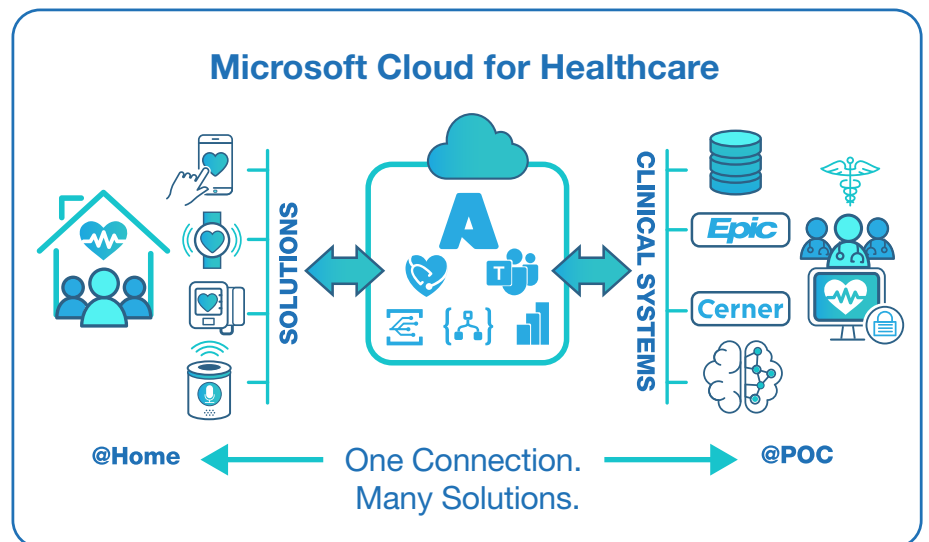 Microsoft Cloud for Healthcare
SOLUTIONS
T
CLINICAL SYSTEMS
Epic
Cerner
@Home
One Connection.
Many Solutions.
@POC